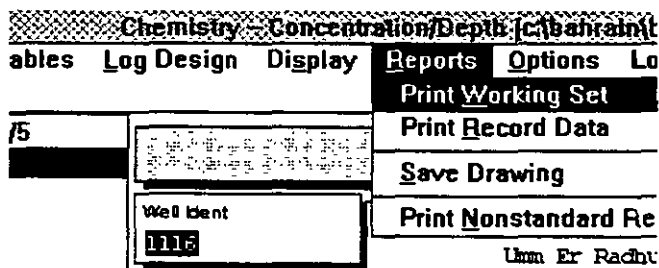 Chemistry - Concentration/Depth [c:\bahrain\t
ables Log Design Display Reports Options Lo
Print Working Set
/5
Print Record Data
Save Drawing
Well Ident
1116
Print Nonstandard Re
Umm Er Radhu